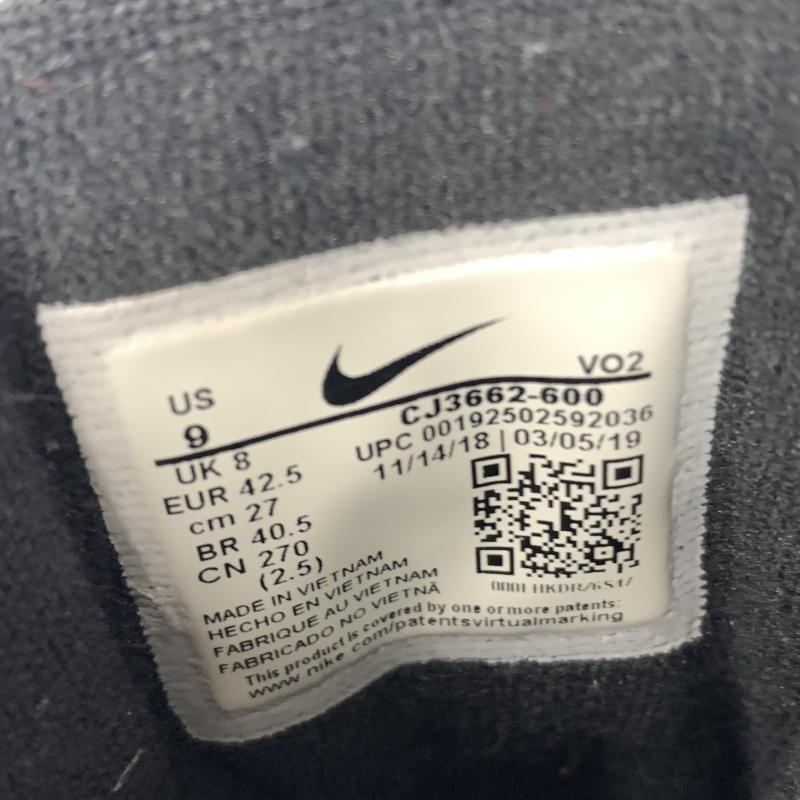 US
9
VO2
CJ3662-600
UPC 00192502592036
11/14/18 | 03/05/19
UK 8
EUR 42.5
cm 27
BR 40.5
CN 270
(2.5)
MADE IN VIETNAM
HECHO EN VIETNAM
FABRIQUE AU VIETNAM
FABRICADO NO VIETNÃ
This product is covered by one or more patents:
www.nike.com/patentsvirtualmarking